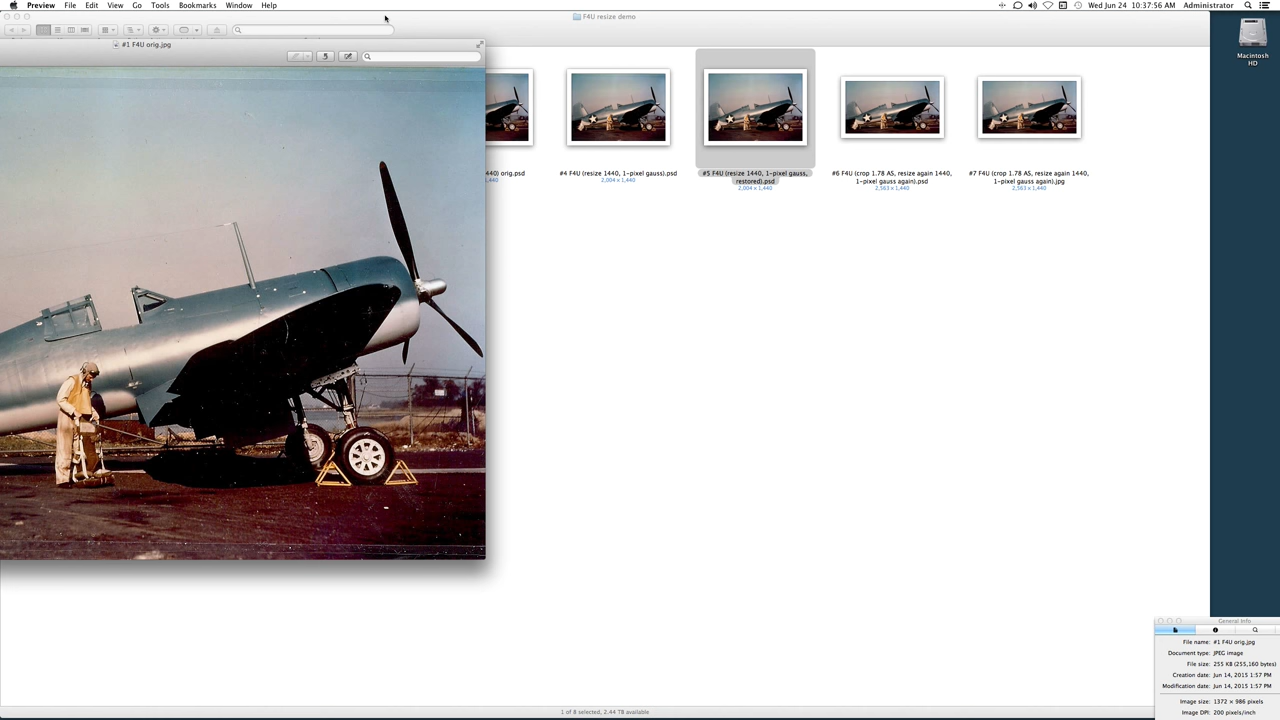 Preview File Edit View Go Tools Bookmarks Window Help
Wed Jun 24 10:37:56 AM Administrator
F4U resize demo
#1 F4U orig.jpg
5
Macintosh
HD
440) orig.psd
1,440
#4 F4U (resize 1440, 1-pixel gauss).psd
2,004 x 1,440
#5 F4U (resize 1440, 1-pixel gauss,
restored).psd
2,004 x 1,440
#6 F4U (crop 1.78 AS, resize again 1440,
1-pixel gauss again).psd
2,563 x 1,440
#7 F4U (crop 1.78 AS, resize again 1440,
1-pixel gauss again).jpg
2,563 x 1,440
General Info
File name: #1 F4U orig.jpg
Document type: JPEG image
File size: 255 KB (255,160 bytes)
Creation date: Jun 14, 2015 1:57 PM
Modification date: Jun 14, 2015 1:57 PM
Image size: 1372 × 986 pixels
Image DPI: 200 pixels/inch
1 of 8 selected, 2.44 TB available